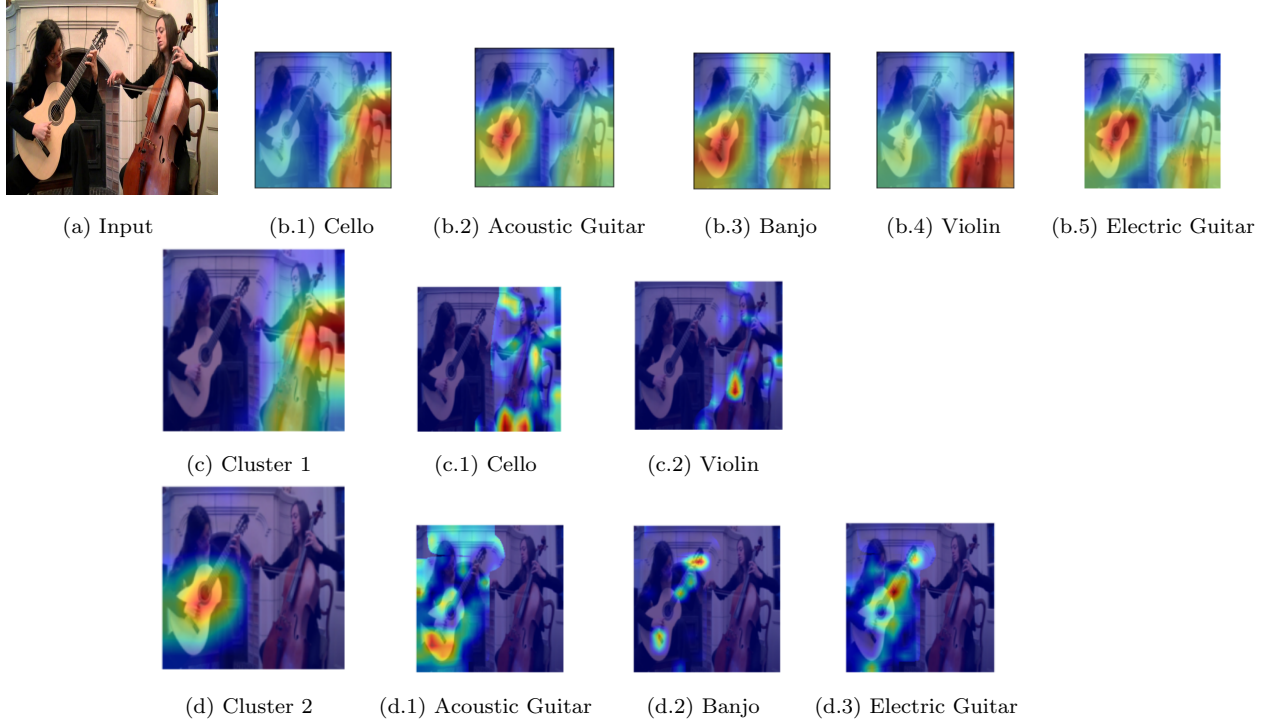 (a) Input
(b.1) Cello
(b.2) Acoustic Guitar
(b.3) Banjo
(b.4) Violin
(b.5) Electric Guitar
(c) Cluster 1
(c.1) Cello
(c.2) Violin
(d) Cluster 2
(d.1) Acoustic Guitar
(d.2) Banjo
(d.3) Electric Guitar